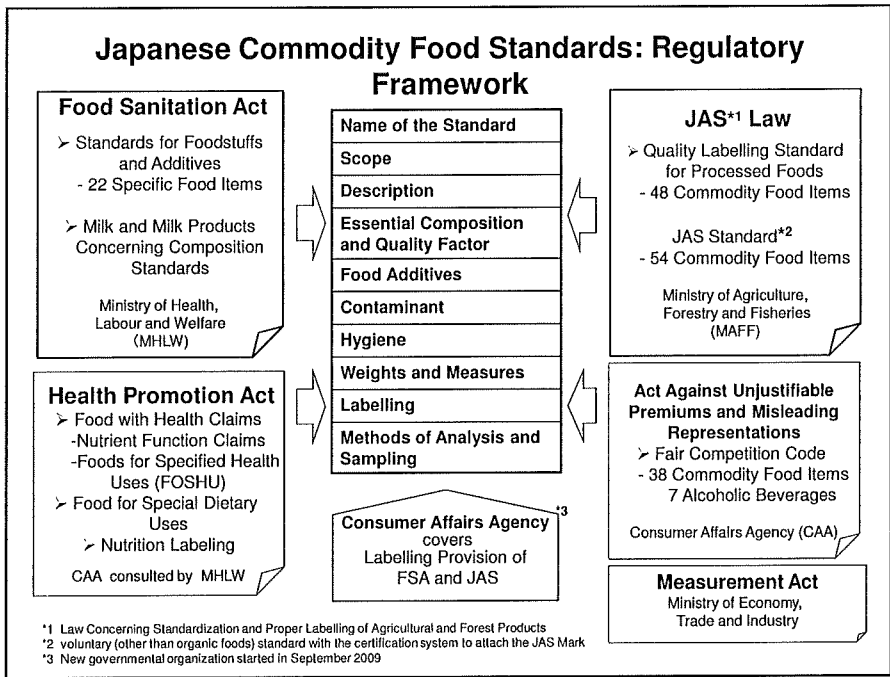 Japanese Commodity Food Standards: Regulatory
Framework
Food Sanitation Act
➢ Standards for Foodstuffs
and Additives
- 22 Specific Food Items
➢ Milk and Milk Products
Concerning Composition
Standards
Ministry of Health,
Labour and Welfare
(MHLW)
Health Promotion Act
➢ Food with Health Claims
-Nutrient Function Claims
-Foods for Specified Health
Uses (FOSHU)
➢ Food for Special Dietary
Uses
➢ Nutrition Labeling
CAA consulted by MHLW
Name of the Standard
Scope
Description
Essential Composition
and Quality Factor
Food Additives
Contaminant
Hygiene
Weights and Measures
Labelling
Methods of Analysis and
Sampling
*3
Consumer Affairs Agency
covers
Labelling Provision of
FSA and JAS
JAS*1 Law
➢ Quality Labelling Standard
for Processed Foods
- 48 Commodity Food Items
JAS Standard*2
- 54 Commodity Food Items
Ministry of Agriculture,
Forestry and Fisheries
(MAFF)
Act Against Unjustifiable
Premiums and Misleading
Representations
➢ Fair Competition Code
- 38 Commodity Food Items
7 Alcoholic Beverages
Consumer Affairs Agency (CAA)
Measurement Act
Ministry of Economy,
Trade and Industry
*1 Law Concerning Standardization and Proper Labelling of Agricultural and Forest Products
*2 voluntary (other than organic foods) standard with the certification system to attach the JAS Mark
*3 New governmental organization started in September 2009